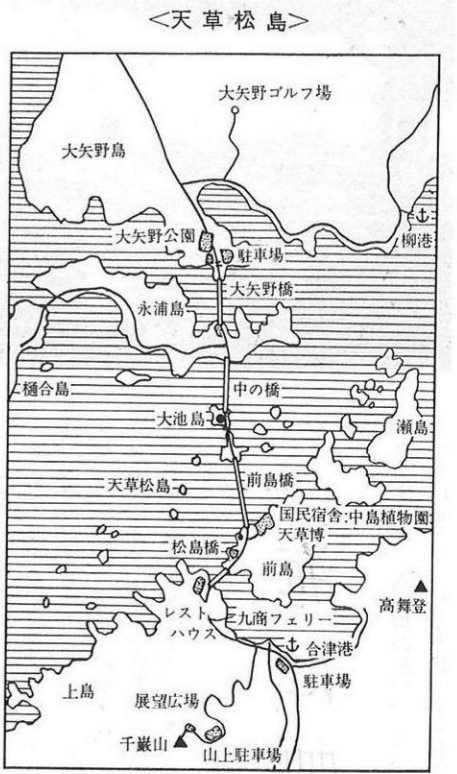 ＜天草松島＞
大矢野ゴルフ場
大矢野島
柳港
大矢野公園
駐車場
大矢野橋
永浦島
樋合島
中の橋
大池島
瀬島
天草松島
前島橋
国民宿舎:中島植物園
天草博
松島橋
前島
高舞登
レスト
ハウス
九商フェリー
合津港
駐車場
上島
展望広場
千巌山
山上駐車場